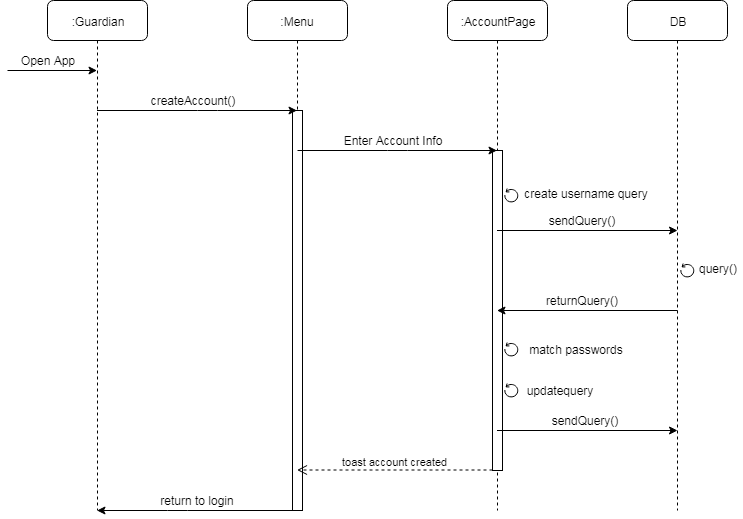 :Guardian
:Menu
:AccountPage
DB
Open App
createAccount()
Enter Account Info
create username query
sendQuery()
query()
returnQuery()
match passwords
updatequery
sendQuery()
toast account created
return to login